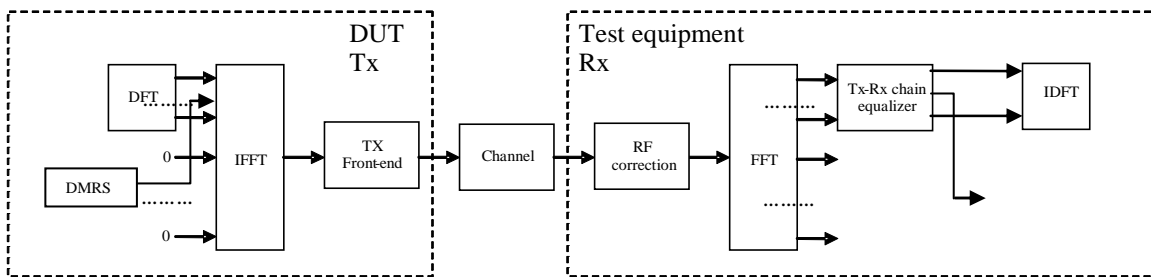 DUT
Tx
Test equipment
Rx
DFT
………
0
DMRS
………
0
IFFT
TX
Front-end
Channel
RF
correction
FFT
………
………
Tx-Rx chain
equalizer
IDFT